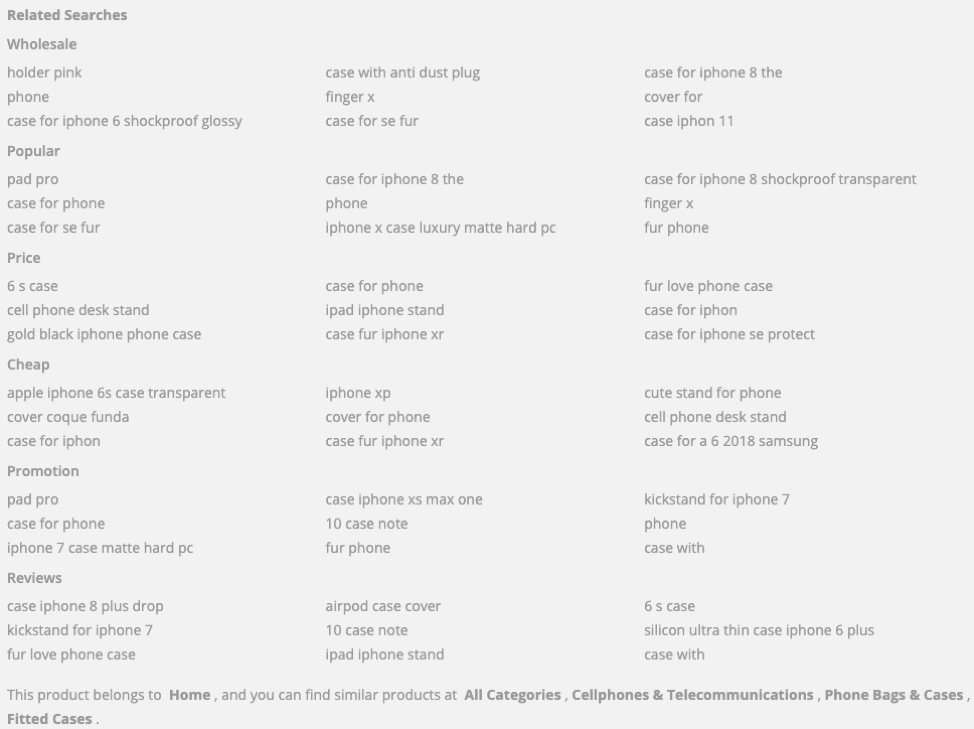 Related Searches
Wholesale
holder pink case with anti dust plug case for iphone 8 the
phone finger x cover for
case for iphone 6 shockproof glossy case for se fur case iphon 11
Popular
pad pro case for iphone 8 the case for iphone 8 shockproof transparent
case for phone phone finger x
case for se fur iphone x case luxury matte hard pc fur phone
Price
6 s case case for phone fur love phone case
cell phone desk stand ipad iphone stand case for iphon
gold black iphone phone case case fur iphone xr case for iphone se protect
Cheap
apple iphone 6s case transparent iphone xp cute stand for phone
cover coque funda cover for phone cell phone desk stand
case for iphon case fur iphone xr case for a 6 2018 samsung
Promotion
pad pro case iphone xs max one kickstand for iphone 7
case for phone 10 case note phone
iphone 7 case matte hard pc fur phone case with
Reviews
case iphone 8 plus drop airpod case cover 6 s case
kickstand for iphone 7 10 case note silicon ultra thin case iphone 6 plus
fur love phone case ipad iphone stand case with
This product belongs to Home , and you can find similar products at All Categories , Cellphones & Telecommunications , Phone Bags & Cases ,
Fitted Cases .